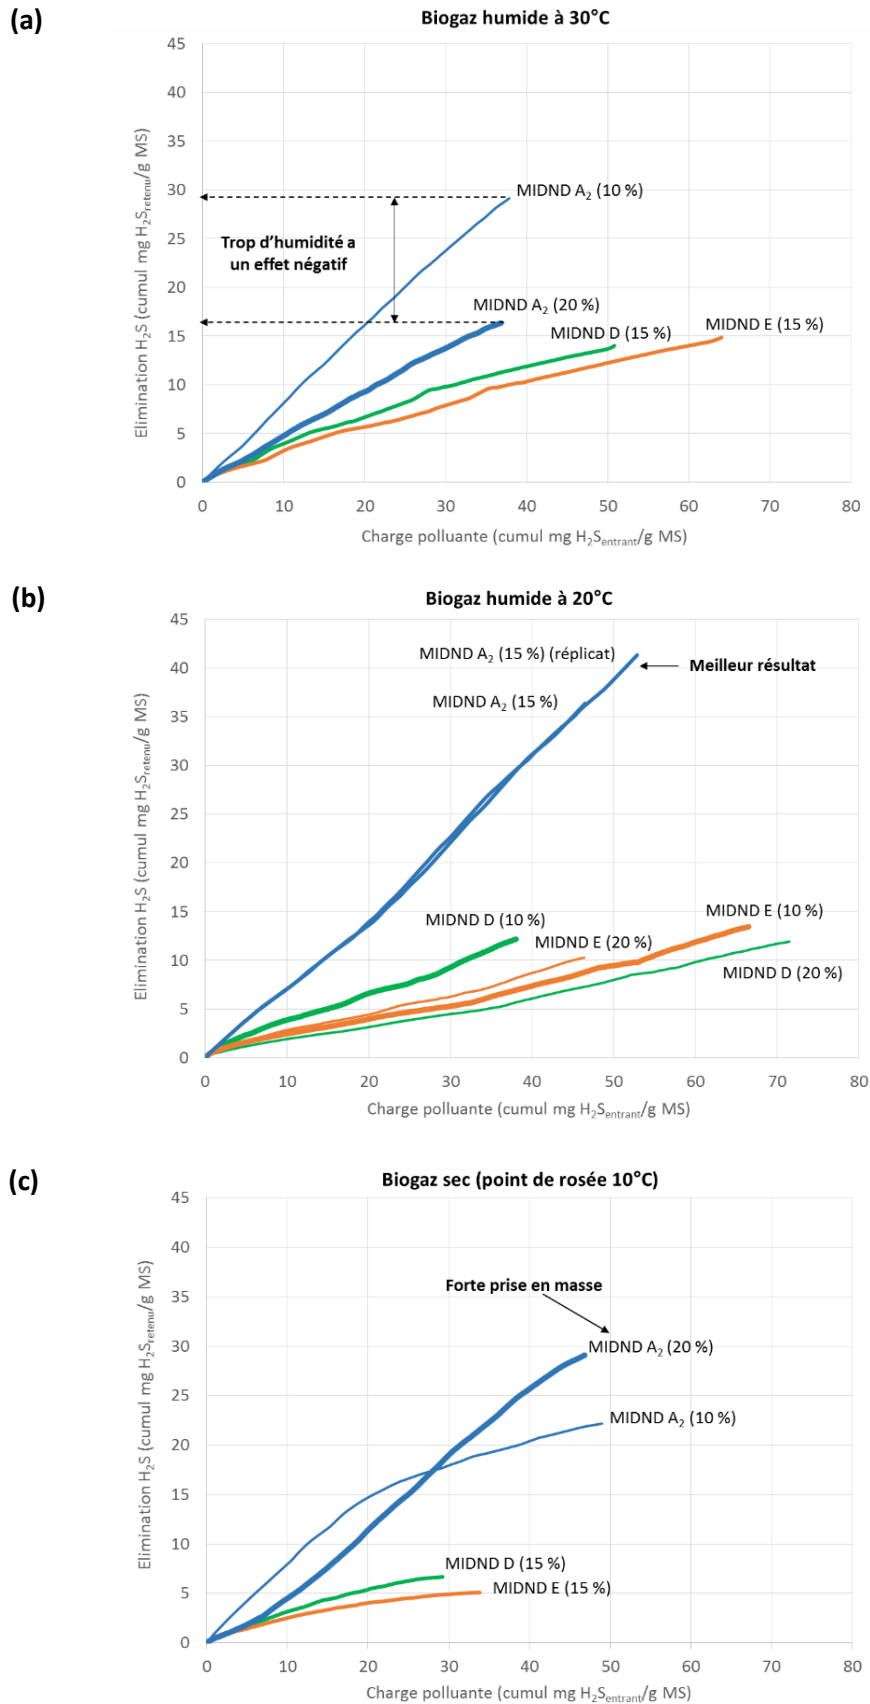 (a)
Biogaz humide à 30°C
45
40
35
30
25
20
15
10
5
0
Elimination H₂S (cumul mg H₂Sretenu/g MS)
MIDND A₂ (10 %)
Trop d’humidité a
un effet négatif
MIDND A₂ (20 %)
MIDND D (15 %)
MIDND E (15 %)
0 10 20 30 40 50 60 70 80
Charge polluante (cumul mg H₂Sentrant/g MS)
(b)
Biogaz humide à 20°C
45
40
35
30
25
20
15
10
5
0
Elimination H₂S (cumul mg H₂Sretenu/g MS)
MIDND A₂ (15 %) (réplicat)
Meilleur résultat
MIDND A₂ (15 %)
MIDND D (10 %)
MIDND E (10 %)
MIDND E (20 %)
MIDND D (20 %)
0 10 20 30 40 50 60 70 80
Charge polluante (cumul mg H₂Sentrant/g MS)
(c)
Biogaz sec (point de rosée 10°C)
45
40
35
30
25
20
15
10
5
0
Elimination H₂S (cumul mg H₂Sretenu/g MS)
Forte prise en masse
MIDND A₂ (20 %)
MIDND A₂ (10 %)
MIDND D (15 %)
MIDND E (15 %)
0 10 20 30 40 50 60 70 80
Charge polluante (cumul mg H₂Sentrant/g MS)